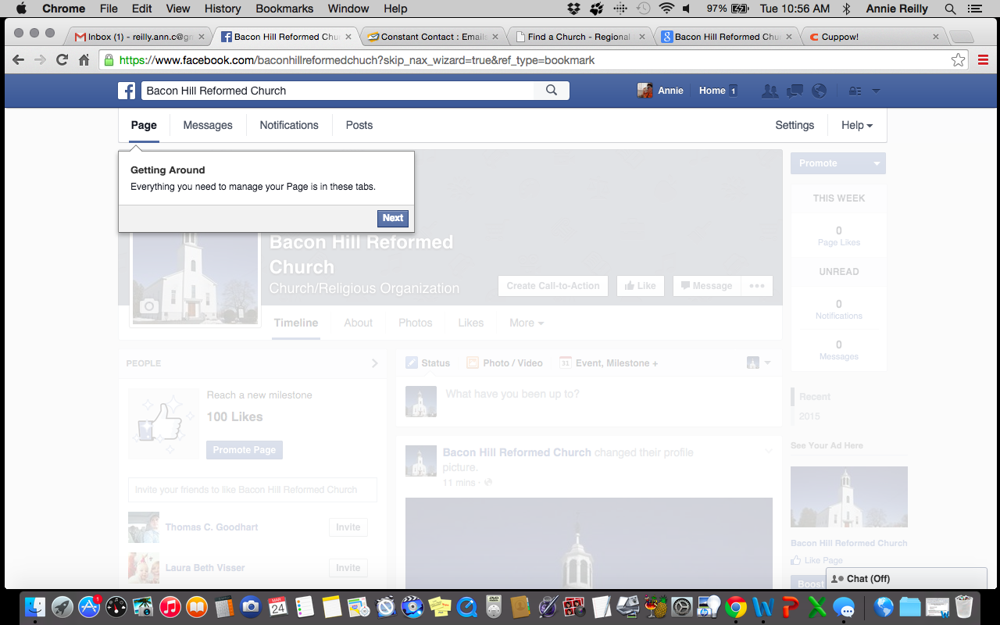 Chrome File Edit View History Bookmarks Window Help 97% Tue 10:56 AM Annie Reilly
Inbox (1) - reilly.ann.c@gm
Bacon Hill Reformed Chu
Constant Contact : Emails
Find a Church - Regional
Bacon Hill Reformed Chu
Cuppow!
https://www.facebook.com/baconhillreformedchuch?skip_nax_wizard=true&ref_type=bookmark
Bacon Hill Reformed Church
Annie Home 1
Page Messages Notifications Posts Settings Help
Getting Around
Everything you need to manage your Page is in these tabs.
Next
Bacon Hill Reformed
Church
Church/Religious Organization
Create Call-to-Action Like Message
Timeline About Photos Likes More
Promote
THIS WEEK
0
Page Likes
UNREAD
0
Notifications
0
Messages
Recent
2015
See Your Ad Here
Bacon Hill Reformed Church
Like Page
Boost
PEOPLE
Reach a new milestone
100 Likes
Promote Page
Invite your friends to like Bacon Hill Reformed Church
Thomas C. Goodhart Invite
Laura Beth Visser Invite
Status Photo / Video 31 Event, Milestone +
What have you been up to?
Bacon Hill Reformed Church changed their profile
picture.
11 mins ·
Chat (Off)
1
MAR
24